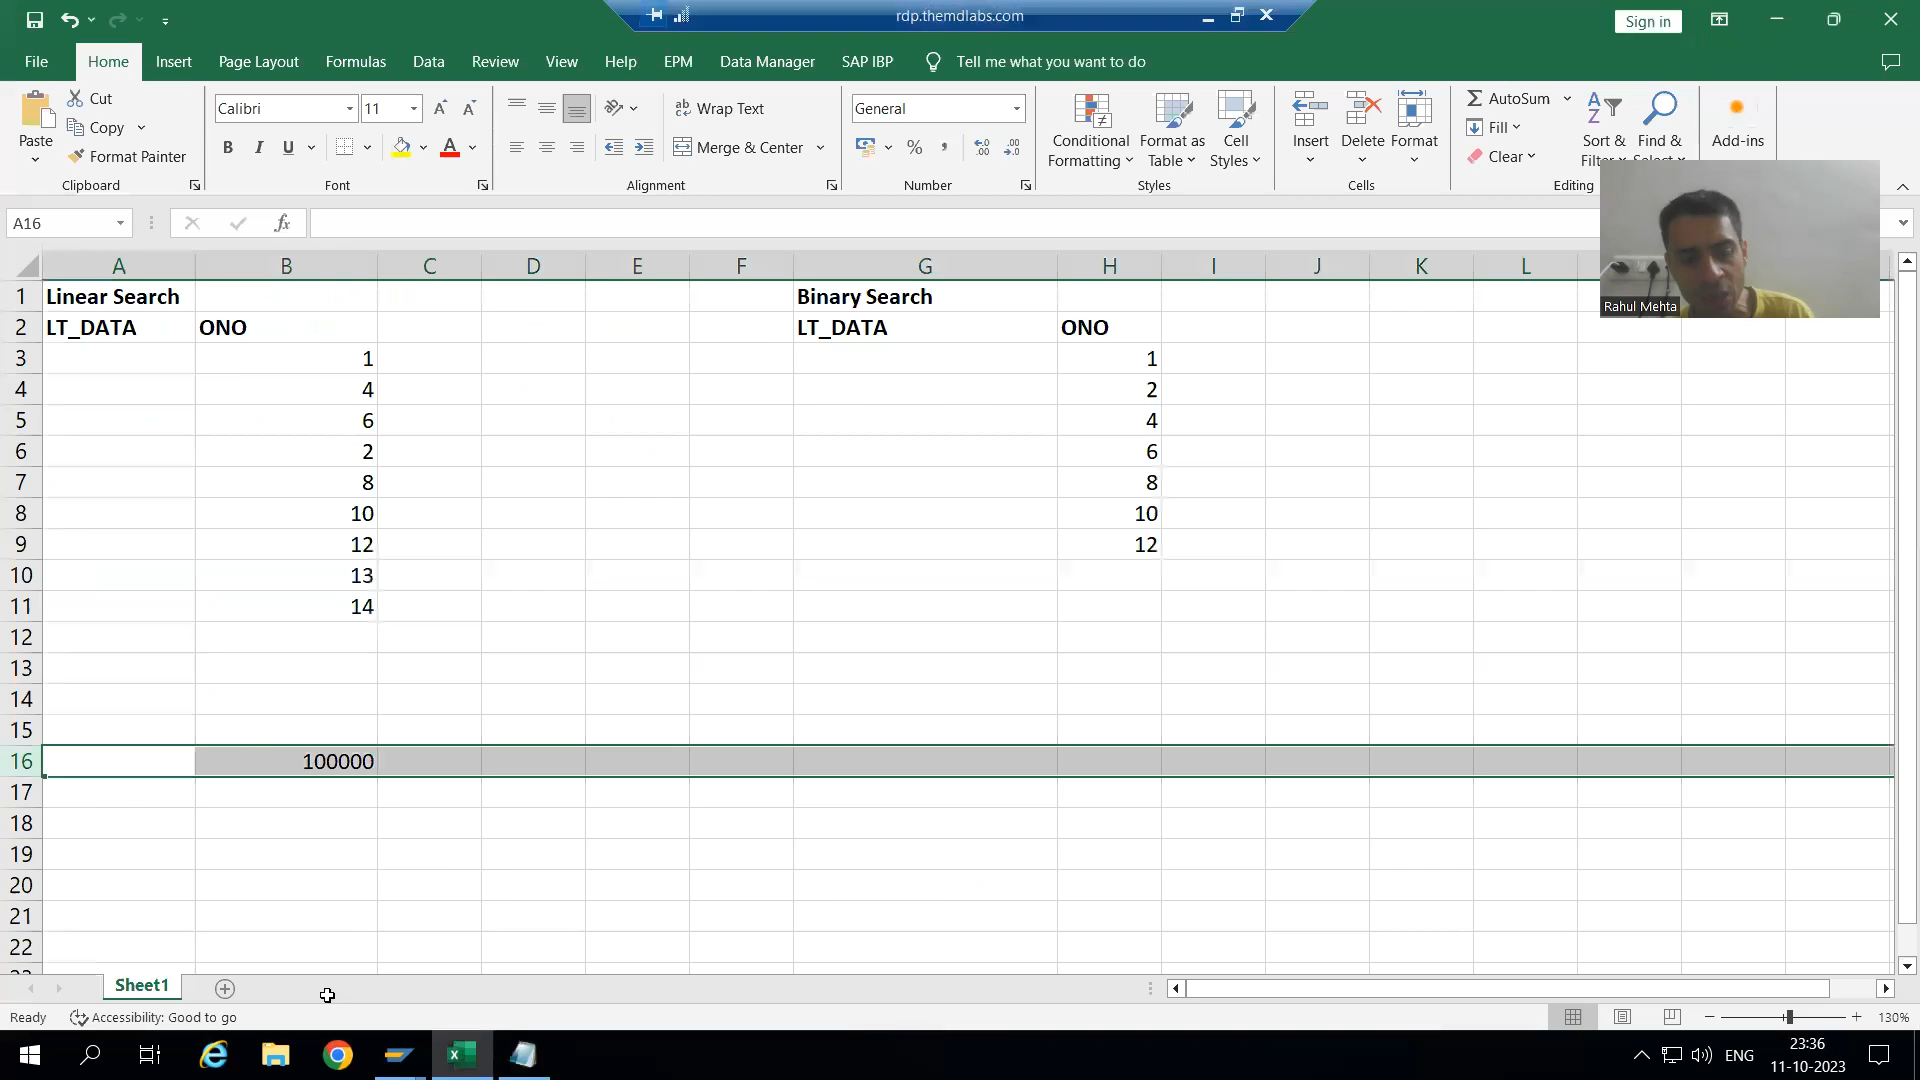 rdp.themdlabs.com
Sign in
File Home Insert Page Layout Formulas Data Review View Help EPM Data Manager SAP IBP Tell me what you want to do
Paste
Cut
Copy
Format Painter
Clipboard
Calibri 11
B I U
Font
Wrap Text
Merge & Center
Alignment
General
Number
Conditional Formatting
Format as Table
Cell Styles
Styles
Insert Delete Format
Cells
AutoSum
Fill
Clear
Sort & Filter
Find & Select
Editing
Add-ins
A16
fx
Rahul Mehta
A B C D E F G H I J K L
1 Linear Search Binary Search
2 LT_DATA ONO LT_DATA ONO
3 1 1
4 4 2
5 6 4
6 2 6
7 8 8
8 10 10
9 12 12
10 13
11 14
12
13
14
15
16 100000
17
18
19
20
21
22
Sheet1
Ready Accessibility: Good to go 130%
ENG 23:36
11-10-2023